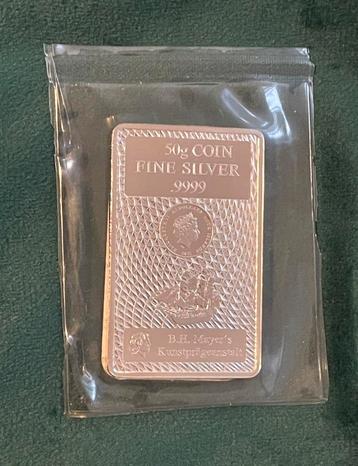 50g COIN
FINE SILVER
.9999
B.H. Mayer's
Kunstprägeanstalt